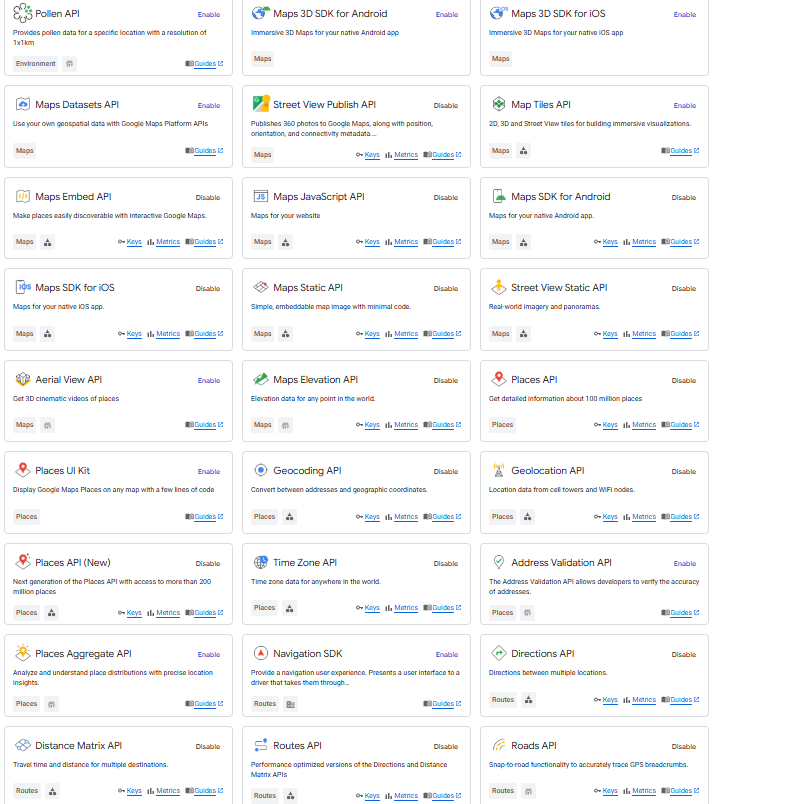 Pollen API
Enable
Provides pollen data for a specific location with a resolution of
1x1km
Environment
Guides
Maps 3D SDK for Android
Enable
Immersive 3D Maps for your native Android app
Maps
Maps 3D SDK for iOS
Enable
Immersive 3D Maps for your native iOS app
Maps
Maps Datasets API
Enable
Use your own geospatial data with Google Maps Platform APIs
Maps
Guides
Street View Publish API
Disable
Publishes 360 photos to Google Maps, along with position,
orientation, and connectivity metadata....
Maps
Keys Metrics Guides
Map Tiles API
Enable
2D, 3D and Street View tiles for building immersive visualizations.
Maps
Guides
Maps Embed API
Disable
Make places easily discoverable with interactive Google Maps.
Maps
Keys Metrics Guides
JS
Maps JavaScript API
Disable
Maps for your website
Maps
Keys Metrics Guides
Maps SDK for Android
Disable
Maps for your native Android app.
Maps
Keys Metrics Guides
iOS
Maps SDK for iOS
Disable
Maps for your native iOS app.
Maps
Keys Metrics Guides
Maps Static API
Disable
Simple, embeddable map image with minimal code.
Maps
Keys Metrics Guides
Street View Static API
Disable
Real-world imagery and panoramas.
Maps
Keys Metrics Guides
Aerial View API
Enable
Get 3D cinematic videos of places
Maps
Guides
Maps Elevation API
Disable
Elevation data for any point in the world.
Maps
Keys Metrics Guides
Places API
Disable
Get detailed information about 100 million places
Places
Keys Metrics Guides
Places UI Kit
Enable
Display Google Maps Places on any map with a few lines of code
Places
Guides
Geocoding API
Disable
Convert between addresses and geographic coordinates.
Places
Keys Metrics Guides
Geolocation API
Disable
Location data from cell towers and WiFi nodes.
Places
Keys Metrics Guides
Places API (New)
Disable
Next generation of the Places API with access to more than 200
million places
Places
Keys Metrics Guides
Time Zone API
Disable
Time zone data for anywhere in the world.
Places
Keys Metrics Guides
Address Validation API
Enable
The Address Validation API allows developers to verify the accuracy
of addresses.
Places
Guides
Places Aggregate API
Enable
Analyze and understand place distributions with precise location
insights.
Places
Guides
Navigation SDK
Enable
Provide a navigation user experience. Presents a user interface to a
driver that takes them through...
Routes
Guides
Directions API
Disable
Directions between multiple locations.
Routes
Keys Metrics Guides
Distance Matrix API
Disable
Travel time and distance for multiple destinations.
Routes
Keys Metrics Guides
Routes API
Disable
Performance optimized versions of the Directions and Distance
Matrix APIs
Routes
Keys Metrics Guides
Roads API
Disable
Snap-to-road functionality to accurately trace GPS breadcrumbs.
Routes
Keys Metrics Guides